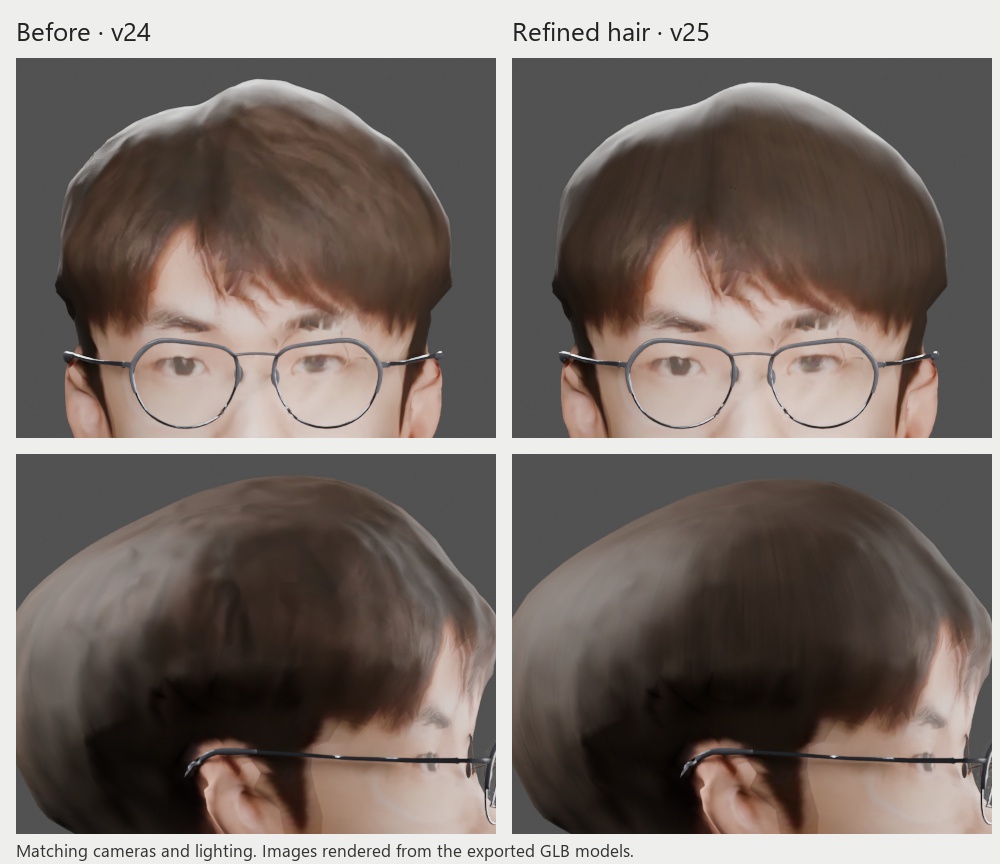 Before · v24
Refined hair · v25
Matching cameras and lighting. Images rendered from the exported GLB models.